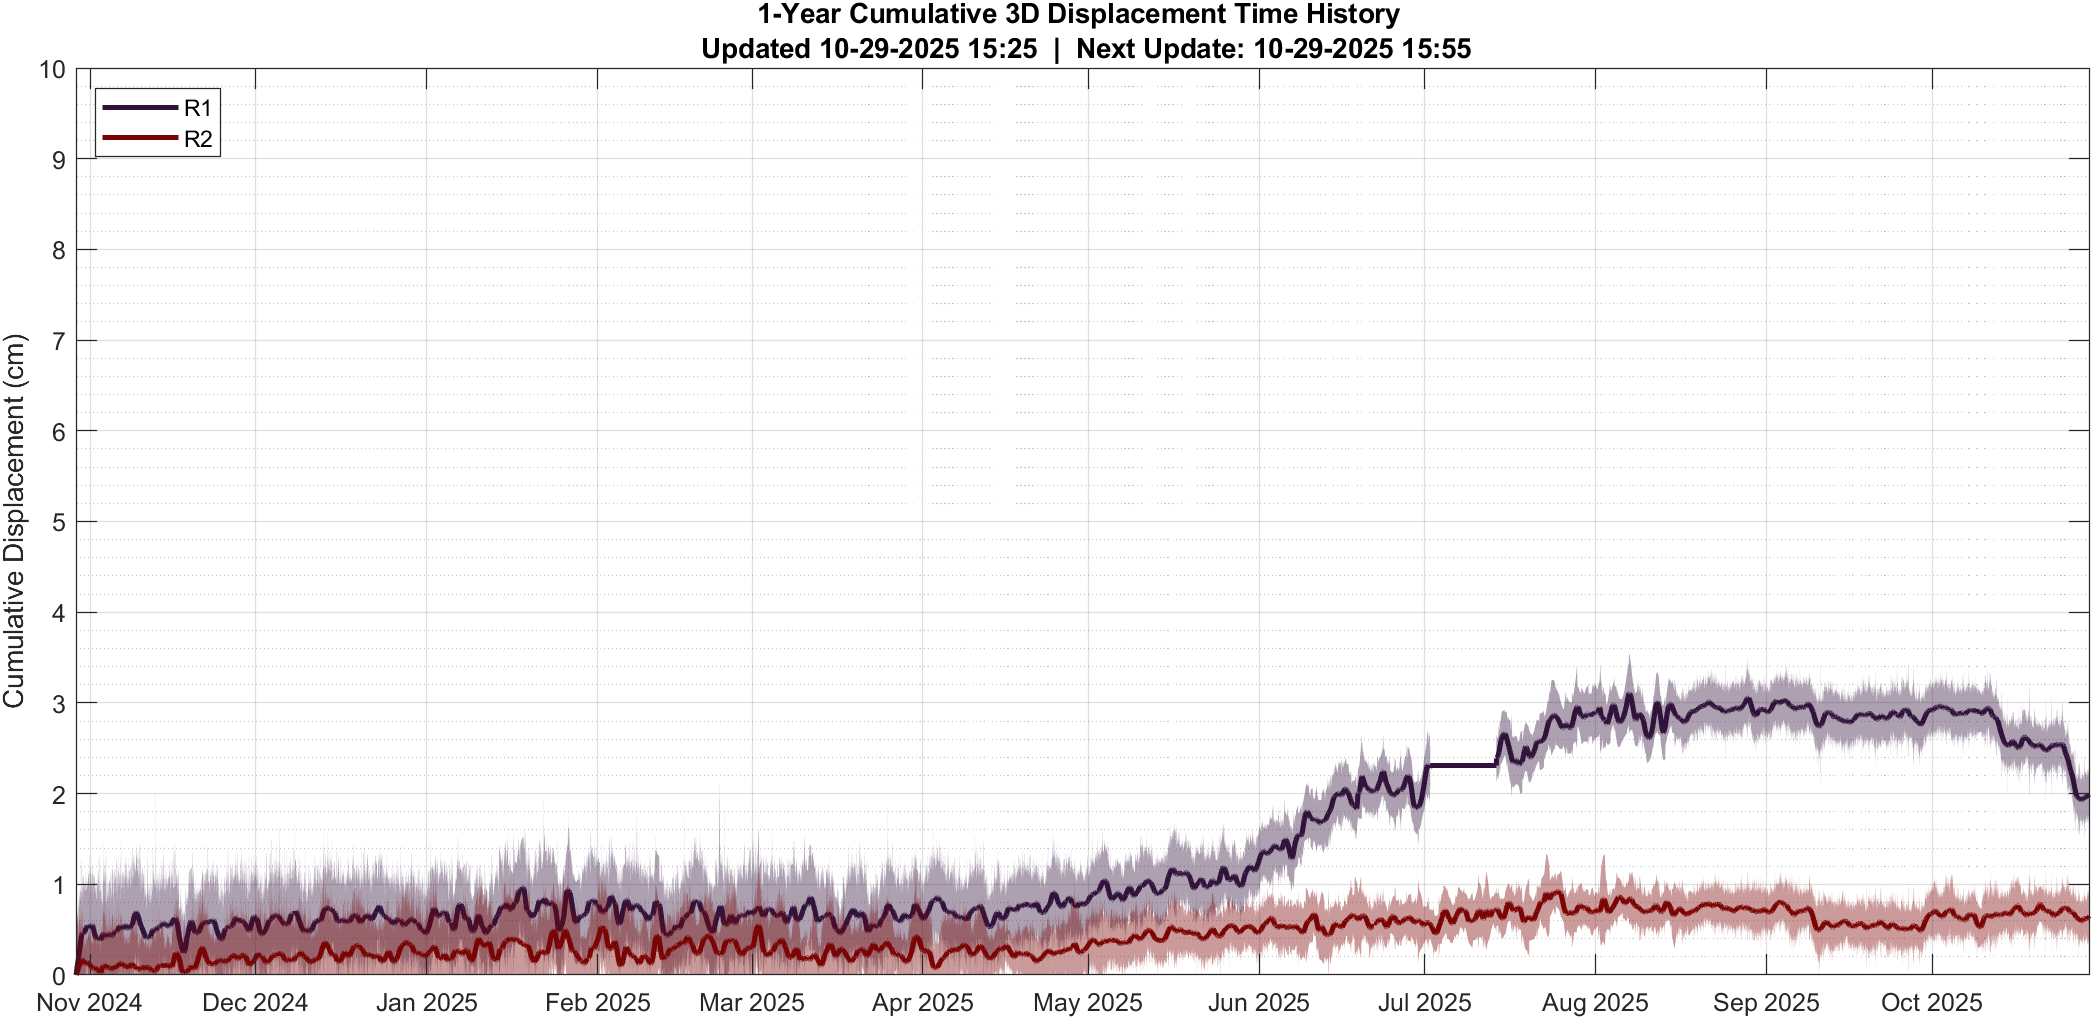 1-Year Cumulative 3D Displacement Time History
Updated 10-29-2025 15:25 | Next Update: 10-29-2025 15:55
R1
R2
Cumulative Displacement (cm)
10
9
8
7
6
5
4
3
2
1
0
Nov 2024 Dec 2024 Jan 2025 Feb 2025 Mar 2025 Apr 2025 May 2025 Jun 2025 Jul 2025 Aug 2025 Sep 2025 Oct 2025